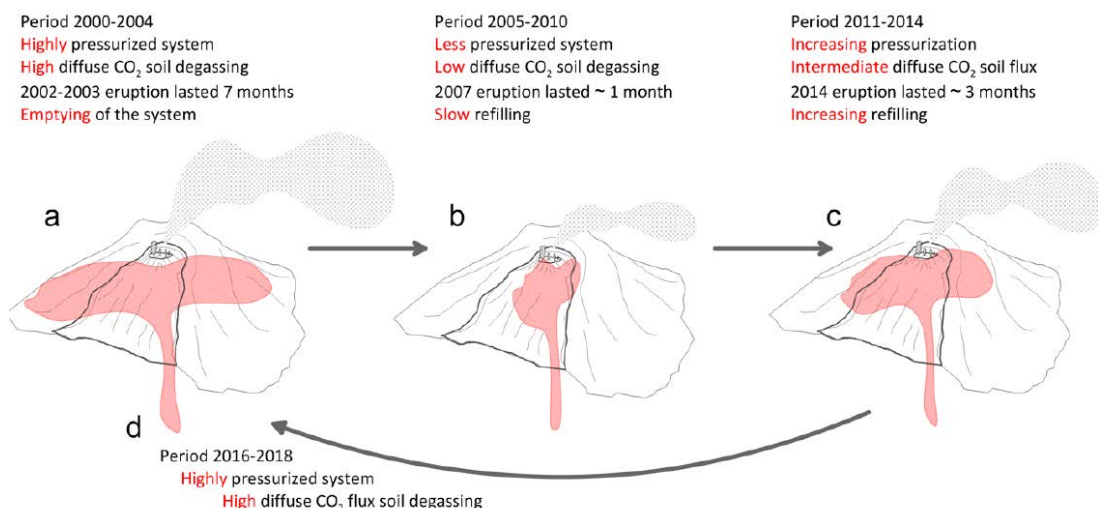 Period 2000-2004
Highly pressurized system
High diffuse CO₂ soil degassing
2002-2003 eruption lasted 7 months
Emptying of the system
Period 2005-2010
Less pressurized system
Low diffuse CO₂ soil degassing
2007 eruption lasted ~ 1 month
Slow refilling
Period 2011-2014
Increasing pressurization
Intermediate diffuse CO₂ soil flux
2014 eruption lasted ~ 3 months
Increasing refilling
a
b
c
d
Period 2016-2018
Highly pressurized system
High diffuse CO₂ flux soil degassing